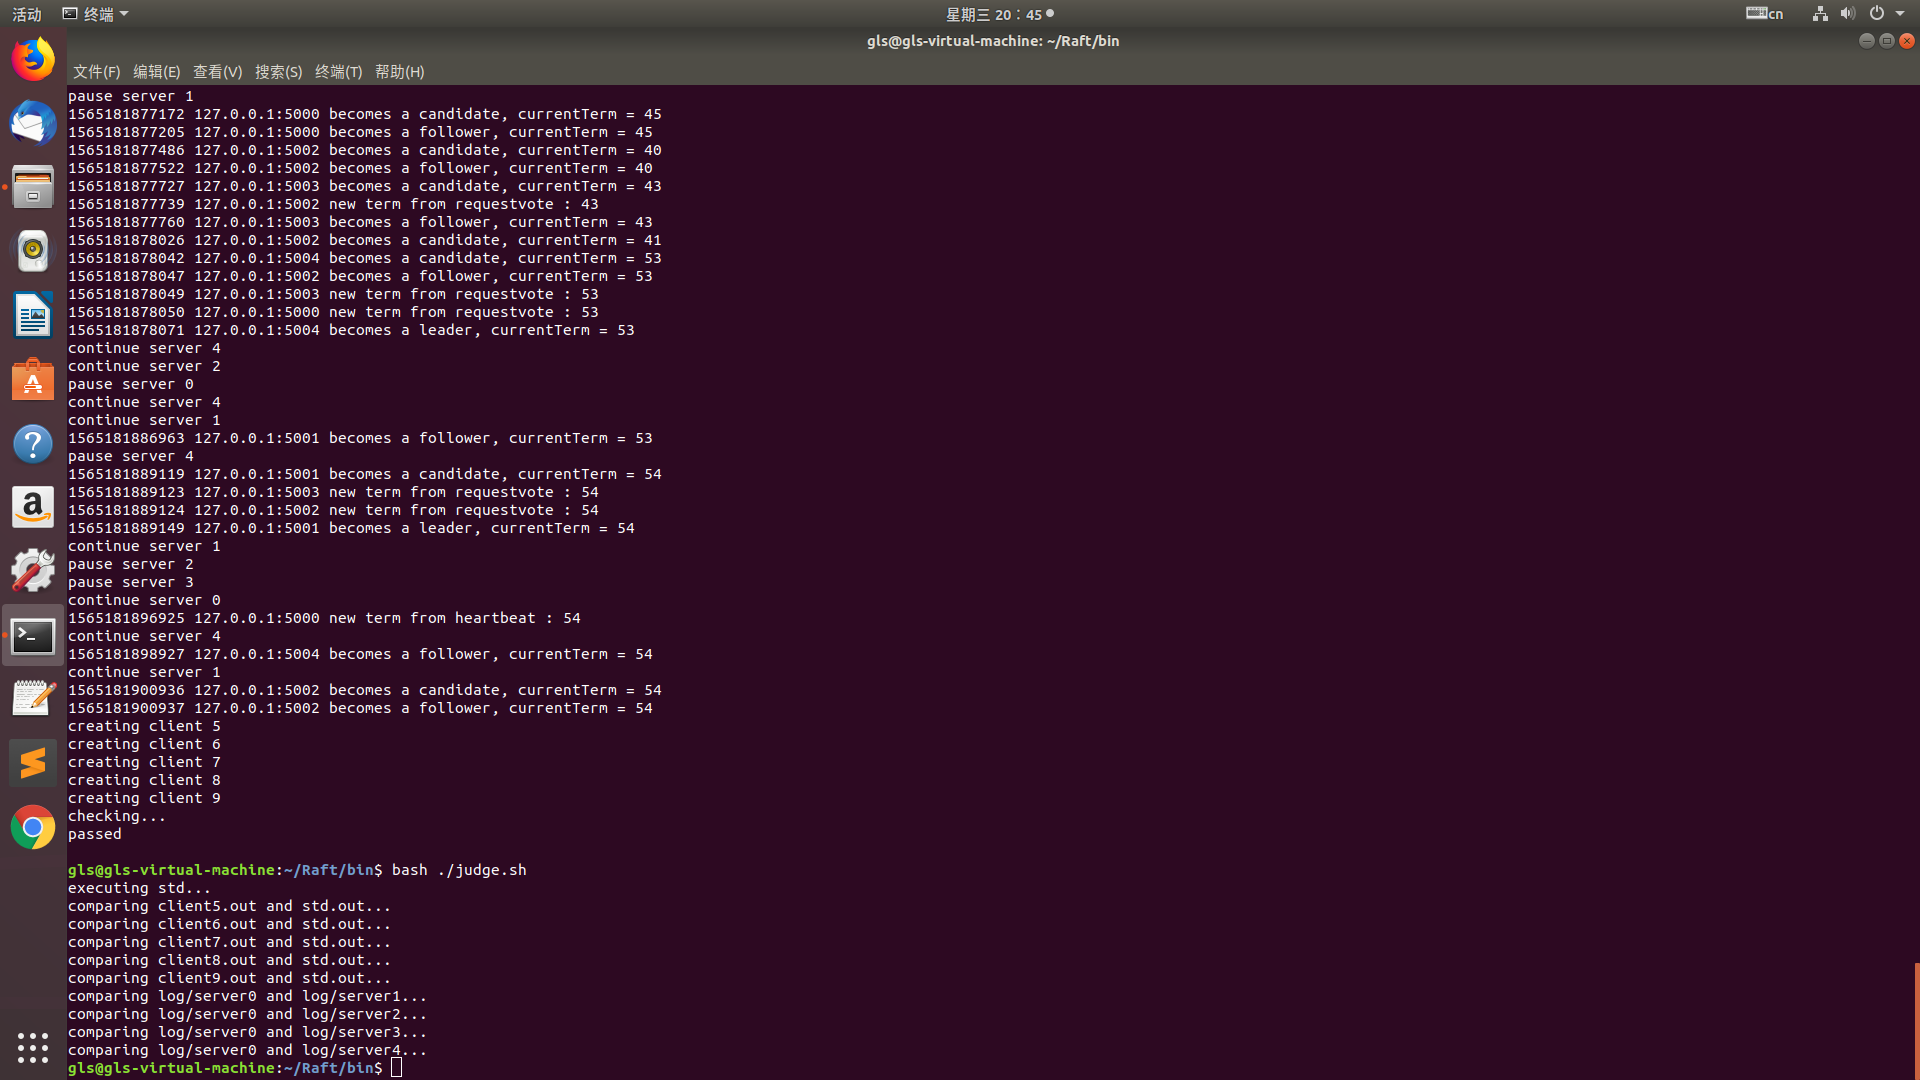 活动 终端 星期三 20：45 cn
gls@gls-virtual-machine: ~/Raft/bin
文件(F) 编辑(E) 查看(V) 搜索(S) 终端(T) 帮助(H)
pause server 1
1565181877172 127.0.0.1:5000 becomes a candidate, currentTerm = 45
1565181877205 127.0.0.1:5000 becomes a follower, currentTerm = 45
1565181877486 127.0.0.1:5002 becomes a candidate, currentTerm = 40
1565181877522 127.0.0.1:5002 becomes a follower, currentTerm = 40
1565181877727 127.0.0.1:5003 becomes a candidate, currentTerm = 43
1565181877739 127.0.0.1:5002 new term from requestvote : 43
1565181877760 127.0.0.1:5003 becomes a follower, currentTerm = 43
1565181878026 127.0.0.1:5002 becomes a candidate, currentTerm = 41
1565181878042 127.0.0.1:5004 becomes a candidate, currentTerm = 53
1565181878047 127.0.0.1:5002 becomes a follower, currentTerm = 53
1565181878049 127.0.0.1:5003 new term from requestvote : 53
1565181878050 127.0.0.1:5000 new term from requestvote : 53
1565181878071 127.0.0.1:5004 becomes a leader, currentTerm = 53
continue server 4
continue server 2
pause server 0
continue server 4
continue server 1
1565181886963 127.0.0.1:5001 becomes a follower, currentTerm = 53
pause server 4
1565181889119 127.0.0.1:5001 becomes a candidate, currentTerm = 54
1565181889123 127.0.0.1:5003 new term from requestvote : 54
1565181889124 127.0.0.1:5002 new term from requestvote : 54
1565181889149 127.0.0.1:5001 becomes a leader, currentTerm = 54
continue server 1
pause server 2
pause server 3
continue server 0
1565181896925 127.0.0.1:5000 new term from heartbeat : 54
continue server 4
1565181898927 127.0.0.1:5004 becomes a follower, currentTerm = 54
continue server 1
1565181900936 127.0.0.1:5002 becomes a candidate, currentTerm = 54
1565181900937 127.0.0.1:5002 becomes a follower, currentTerm = 54
creating client 5
creating client 6
creating client 7
creating client 8
creating client 9
checking...
passed
gls@gls-virtual-machine:~/Raft/bin$ bash ./judge.sh
executing std...
comparing client5.out and std.out...
comparing client6.out and std.out...
comparing client7.out and std.out...
comparing client8.out and std.out...
comparing client9.out and std.out...
comparing log/server0 and log/server1...
comparing log/server0 and log/server2...
comparing log/server0 and log/server3...
comparing log/server0 and log/server4...
gls@gls-virtual-machine:~/Raft/bin$